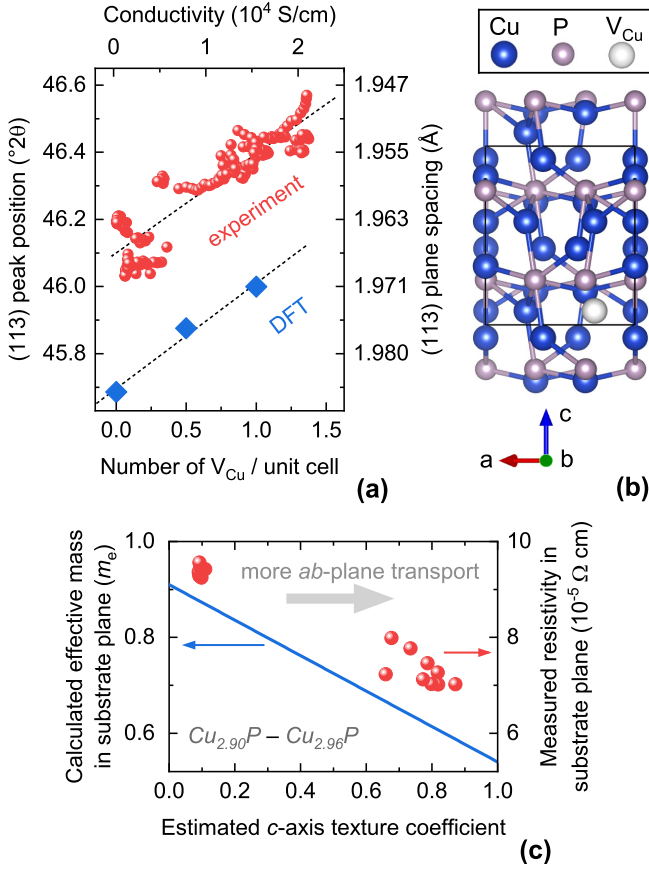 Conductivity (10⁴ S/cm)
0 1 2
46.6
46.4
46.2
46.0
45.8
(113) peak position (°2θ)
1.947
1.955
1.963
1.971
1.980
(113) plane spacing (Å)
experiment
DFT
0.0 0.5 1.0 1.5
Number of V_Cu / unit cell
(a)
Cu P V_Cu
c
a b
(b)
1.0
0.8
0.6
Calculated effective mass
in substrate plane (mₑ)
more ab-plane transport
Cu₂.₉₀P – Cu₂.₉₆P
10
9
8
7
6
Measured resistivity in
substrate plane (10⁻⁵ Ω cm)
0.0 0.2 0.4 0.6 0.8 1.0
Estimated c-axis texture coefficient
(c)